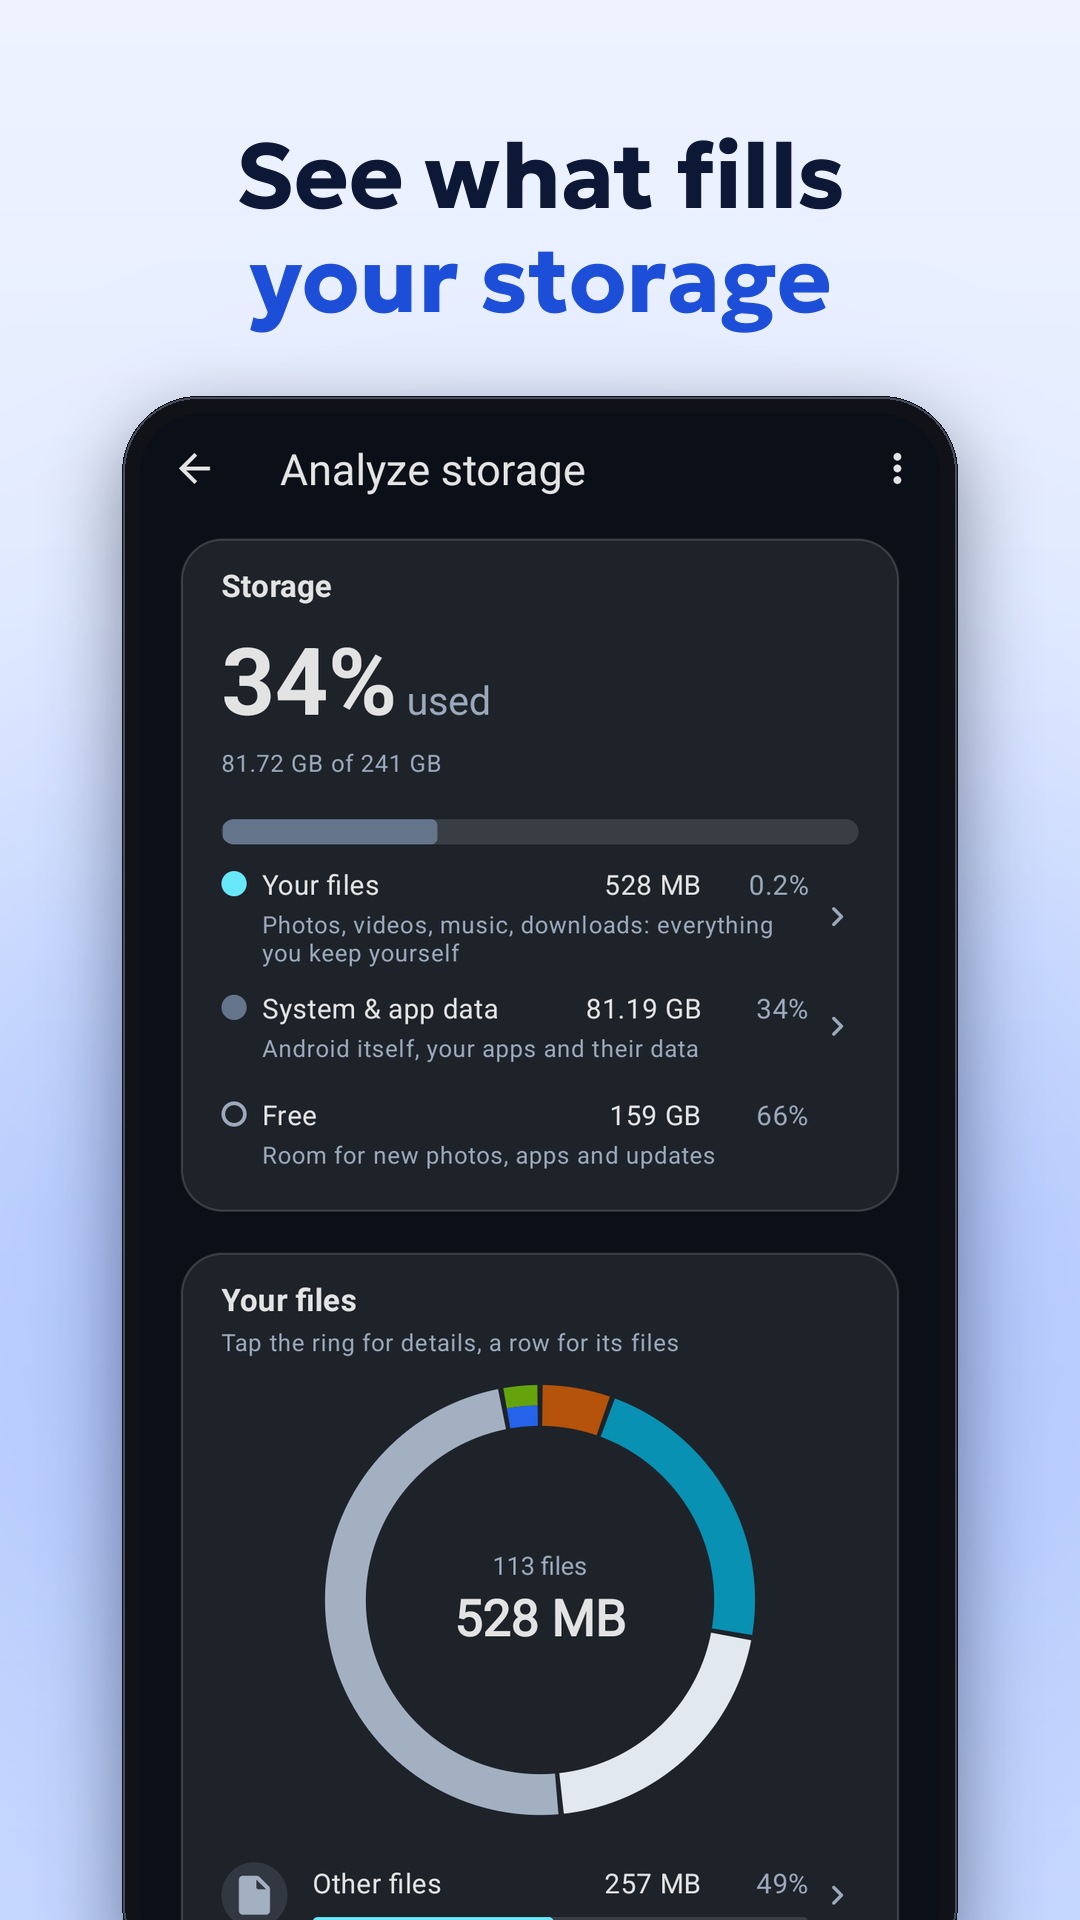 See what fills
your storage
Analyze storage
Storage
34% used
81.72 GB of 241 GB
Your files 528 MB 0.2%
Photos, videos, music, downloads: everything
you keep yourself
System & app data 81.19 GB 34%
Android itself, your apps and their data
Free 159 GB 66%
Room for new photos, apps and updates
Your files
Tap the ring for details, a row for its files
113 files
528 MB
Other files 257 MB 49%